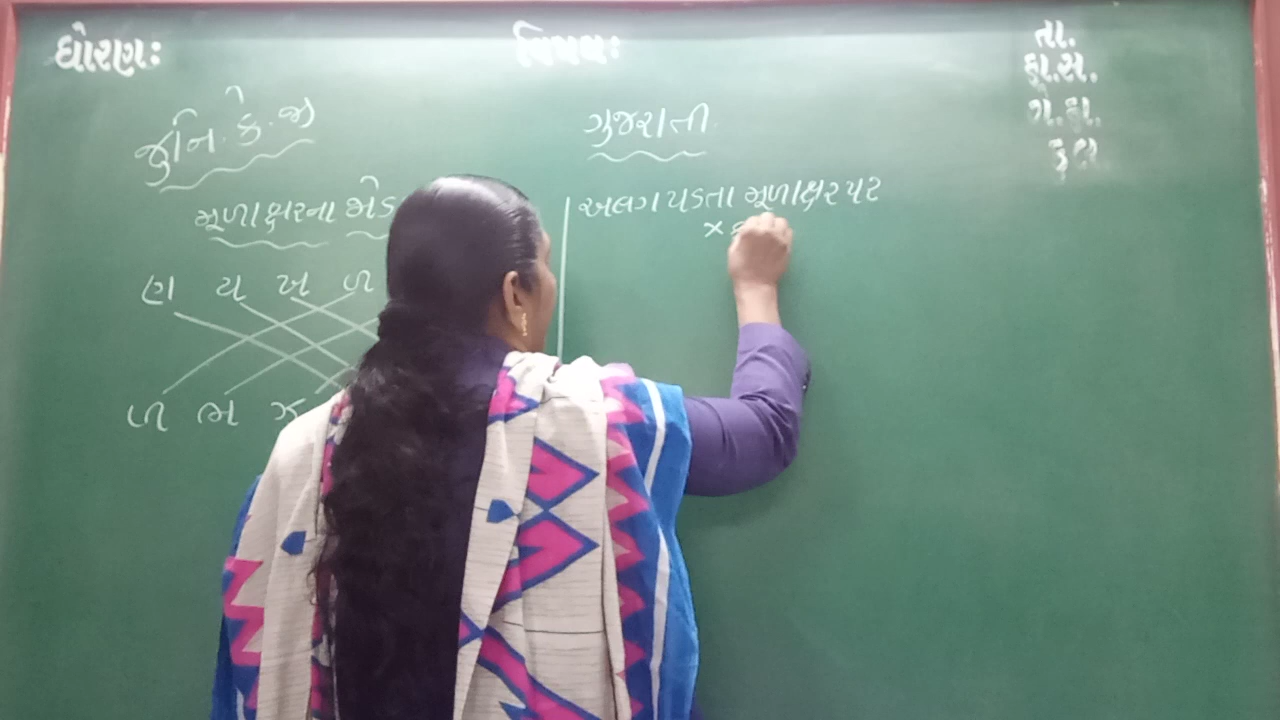 ધોરણઃ
વિષયઃ
તા.
કા.સ.
ગે.હા.
કુલ
જુનિ. કે. જી
ગુજરાતી.
મૂળાક્ષરના જોડ
અલગ પડતા મૂળાક્ષર પર
×
ણ ય ખ ળ
ળ ભ ઝ